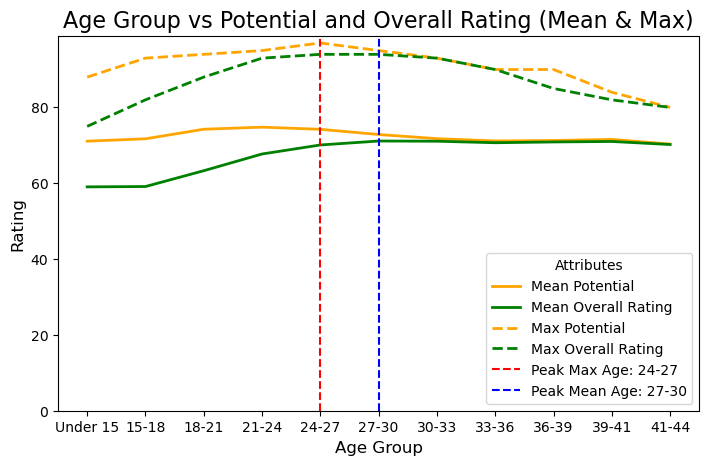 Age Group vs Potential and Overall Rating (Mean & Max)
Rating
80
60
40
20
0
Attributes
Mean Potential
Mean Overall Rating
Max Potential
Max Overall Rating
Peak Max Age: 24-27
Peak Mean Age: 27-30
Under 15 15-18 18-21 21-24 24-27 27-30 30-33 33-36 36-39 39-41 41-44
Age Group